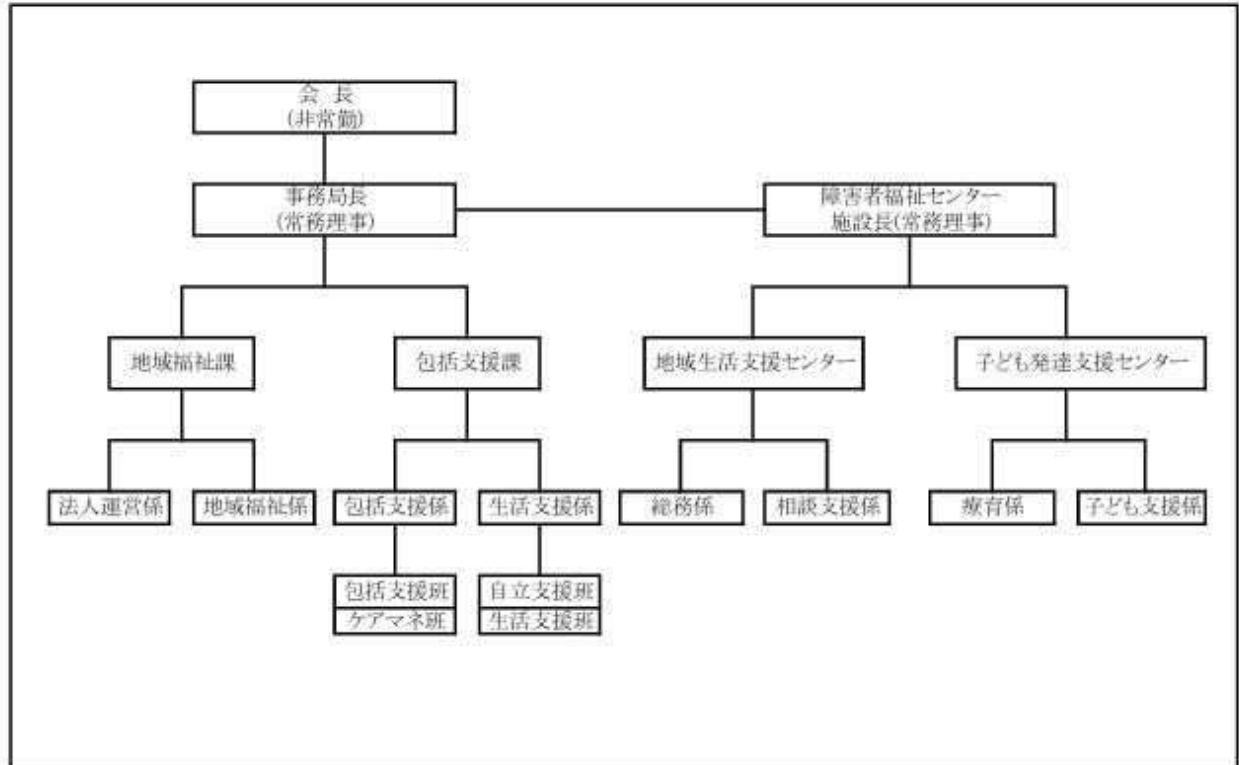 会 長
(非常勤)
事務局長
(常務理事)
障害者福祉センター
施設長(常務理事)
地域福祉課
包括支援課
地域生活支援センター
子ども発達支援センター
法人運営係
地域福祉係
包括支援係
生活支援係
総務係
相談支援係
療育係
子ども支援係
包括支援班
ケアマネ班
自立支援班
生活支援班